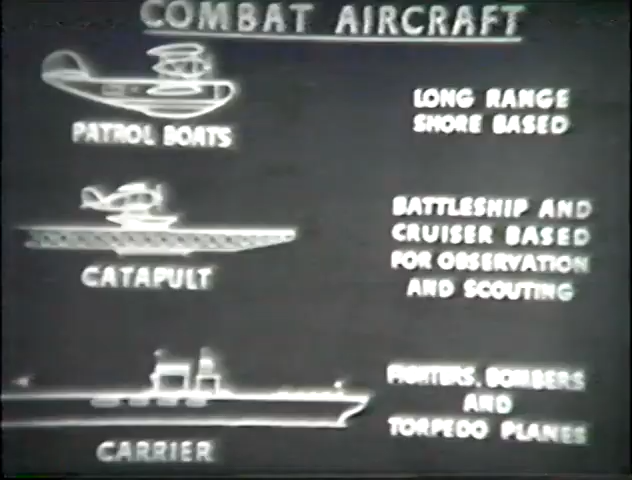 COMBAT AIRCRAFT
PATROL BOATS
LONG RANGE
SHORE BASED
CATAPULT
BATTLESHIP AND
CRUISER BASED
FOR OBSERVATION
AND SCOUTING
CARRIER
FIGHTERS, BOMBERS
AND
TORPEDO PLANES